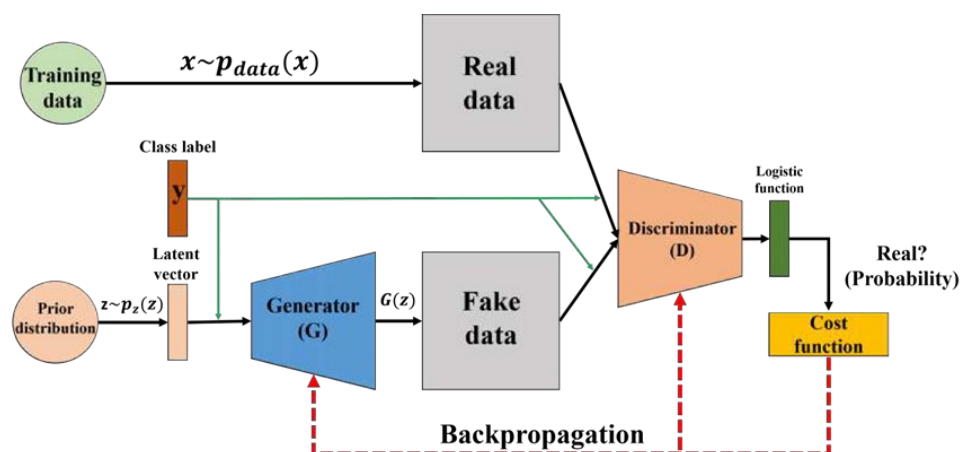 Training
data
x~p_data(x)
Real
data
Class label
y
Latent
vector
Prior
distribution
z~p_z(z)
Generator
(G)
G(z)
Fake
data
Discriminator
(D)
Logistic
function
Real?
(Probability)
Cost
function
Backpropagation